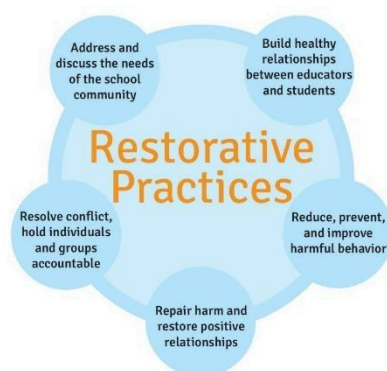 Address and
discuss the needs
of the school
community
Build healthy
relationships
between educators
and students
Restorative
Practices
Resolve conflict,
hold individuals
and groups
accountable
Reduce, prevent,
and improve
harmful behavior
Repair harm and
restore positive
relationships